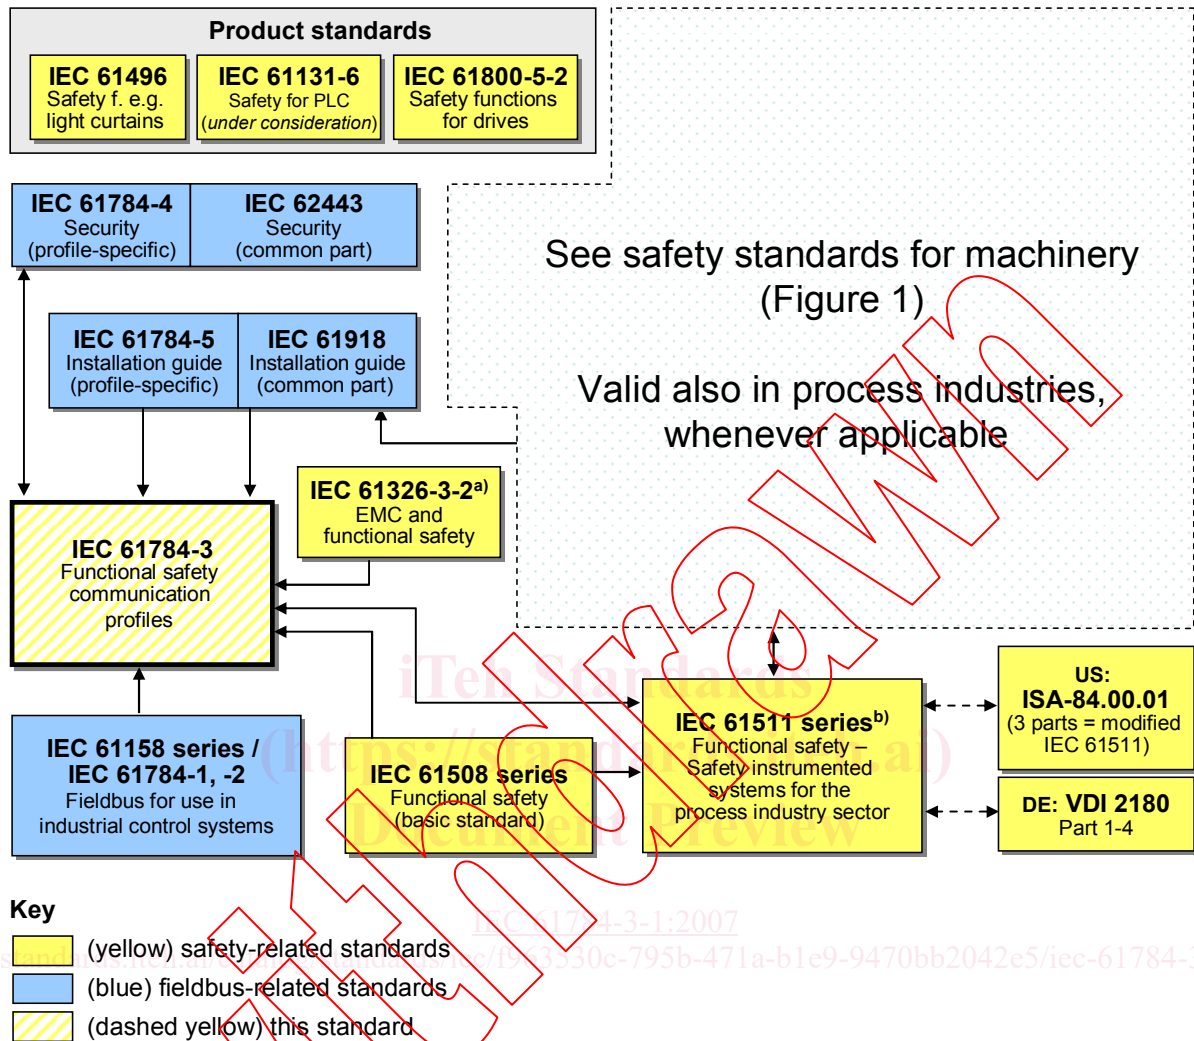 Product standards
IEC 61496
Safety f. e.g.
light curtains
IEC 61131-6
Safety for PLC
(under consideration)
IEC 61800-5-2
Safety functions
for drives
IEC 61784-4
Security
(profile-specific)
IEC 62443
Security
(common part)
See safety standards for machinery
(Figure 1)
Valid also in process industries,
whenever applicable
IEC 61784-5
Installation guide
(profile-specific)
IEC 61918
Installation guide
(common part)
IEC 61326-3-2a)
EMC and
functional safety
IEC 61784-3
Functional safety
communication
profiles
IEC 61158 series /
IEC 61784-1, -2
Fieldbus for use in
industrial control systems
IEC 61508 series
Functional safety
(basic standard)
IEC 61511 seriesb)
Functional safety –
Safety instrumented
systems for the
process industry sector
US:
ISA-84.00.01
(3 parts = modified
IEC 61511)
DE: VDI 2180
Part 1-4
iTeh Standards
(https://standards.iteh.ai)
Document Preview
IEC 61784-3-1:2007
Key
(yellow) safety-related standards
(blue) fieldbus-related standards
(dashed yellow) this standard